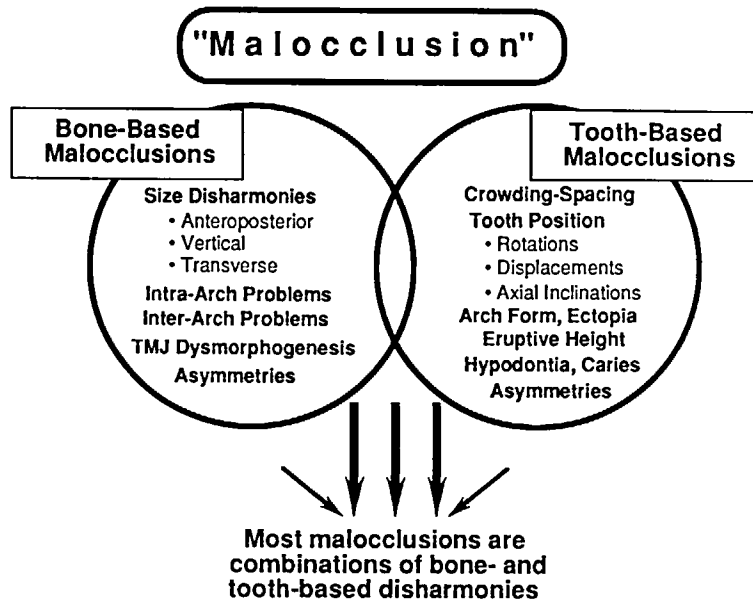 "Malocclusion"
Bone-Based
Malocclusions
Size Disharmonies
• Anteroposterior
• Vertical
• Transverse
Intra-Arch Problems
Inter-Arch Problems
TMJ Dysmorphogenesis
Asymmetries
Tooth-Based
Malocclusions
Crowding-Spacing
Tooth Position
• Rotations
• Displacements
• Axial Inclinations
Arch Form, Ectopia
Eruptive Height
Hypodontia, Caries
Asymmetries
Most malocclusions are
combinations of bone- and
tooth-based disharmonies